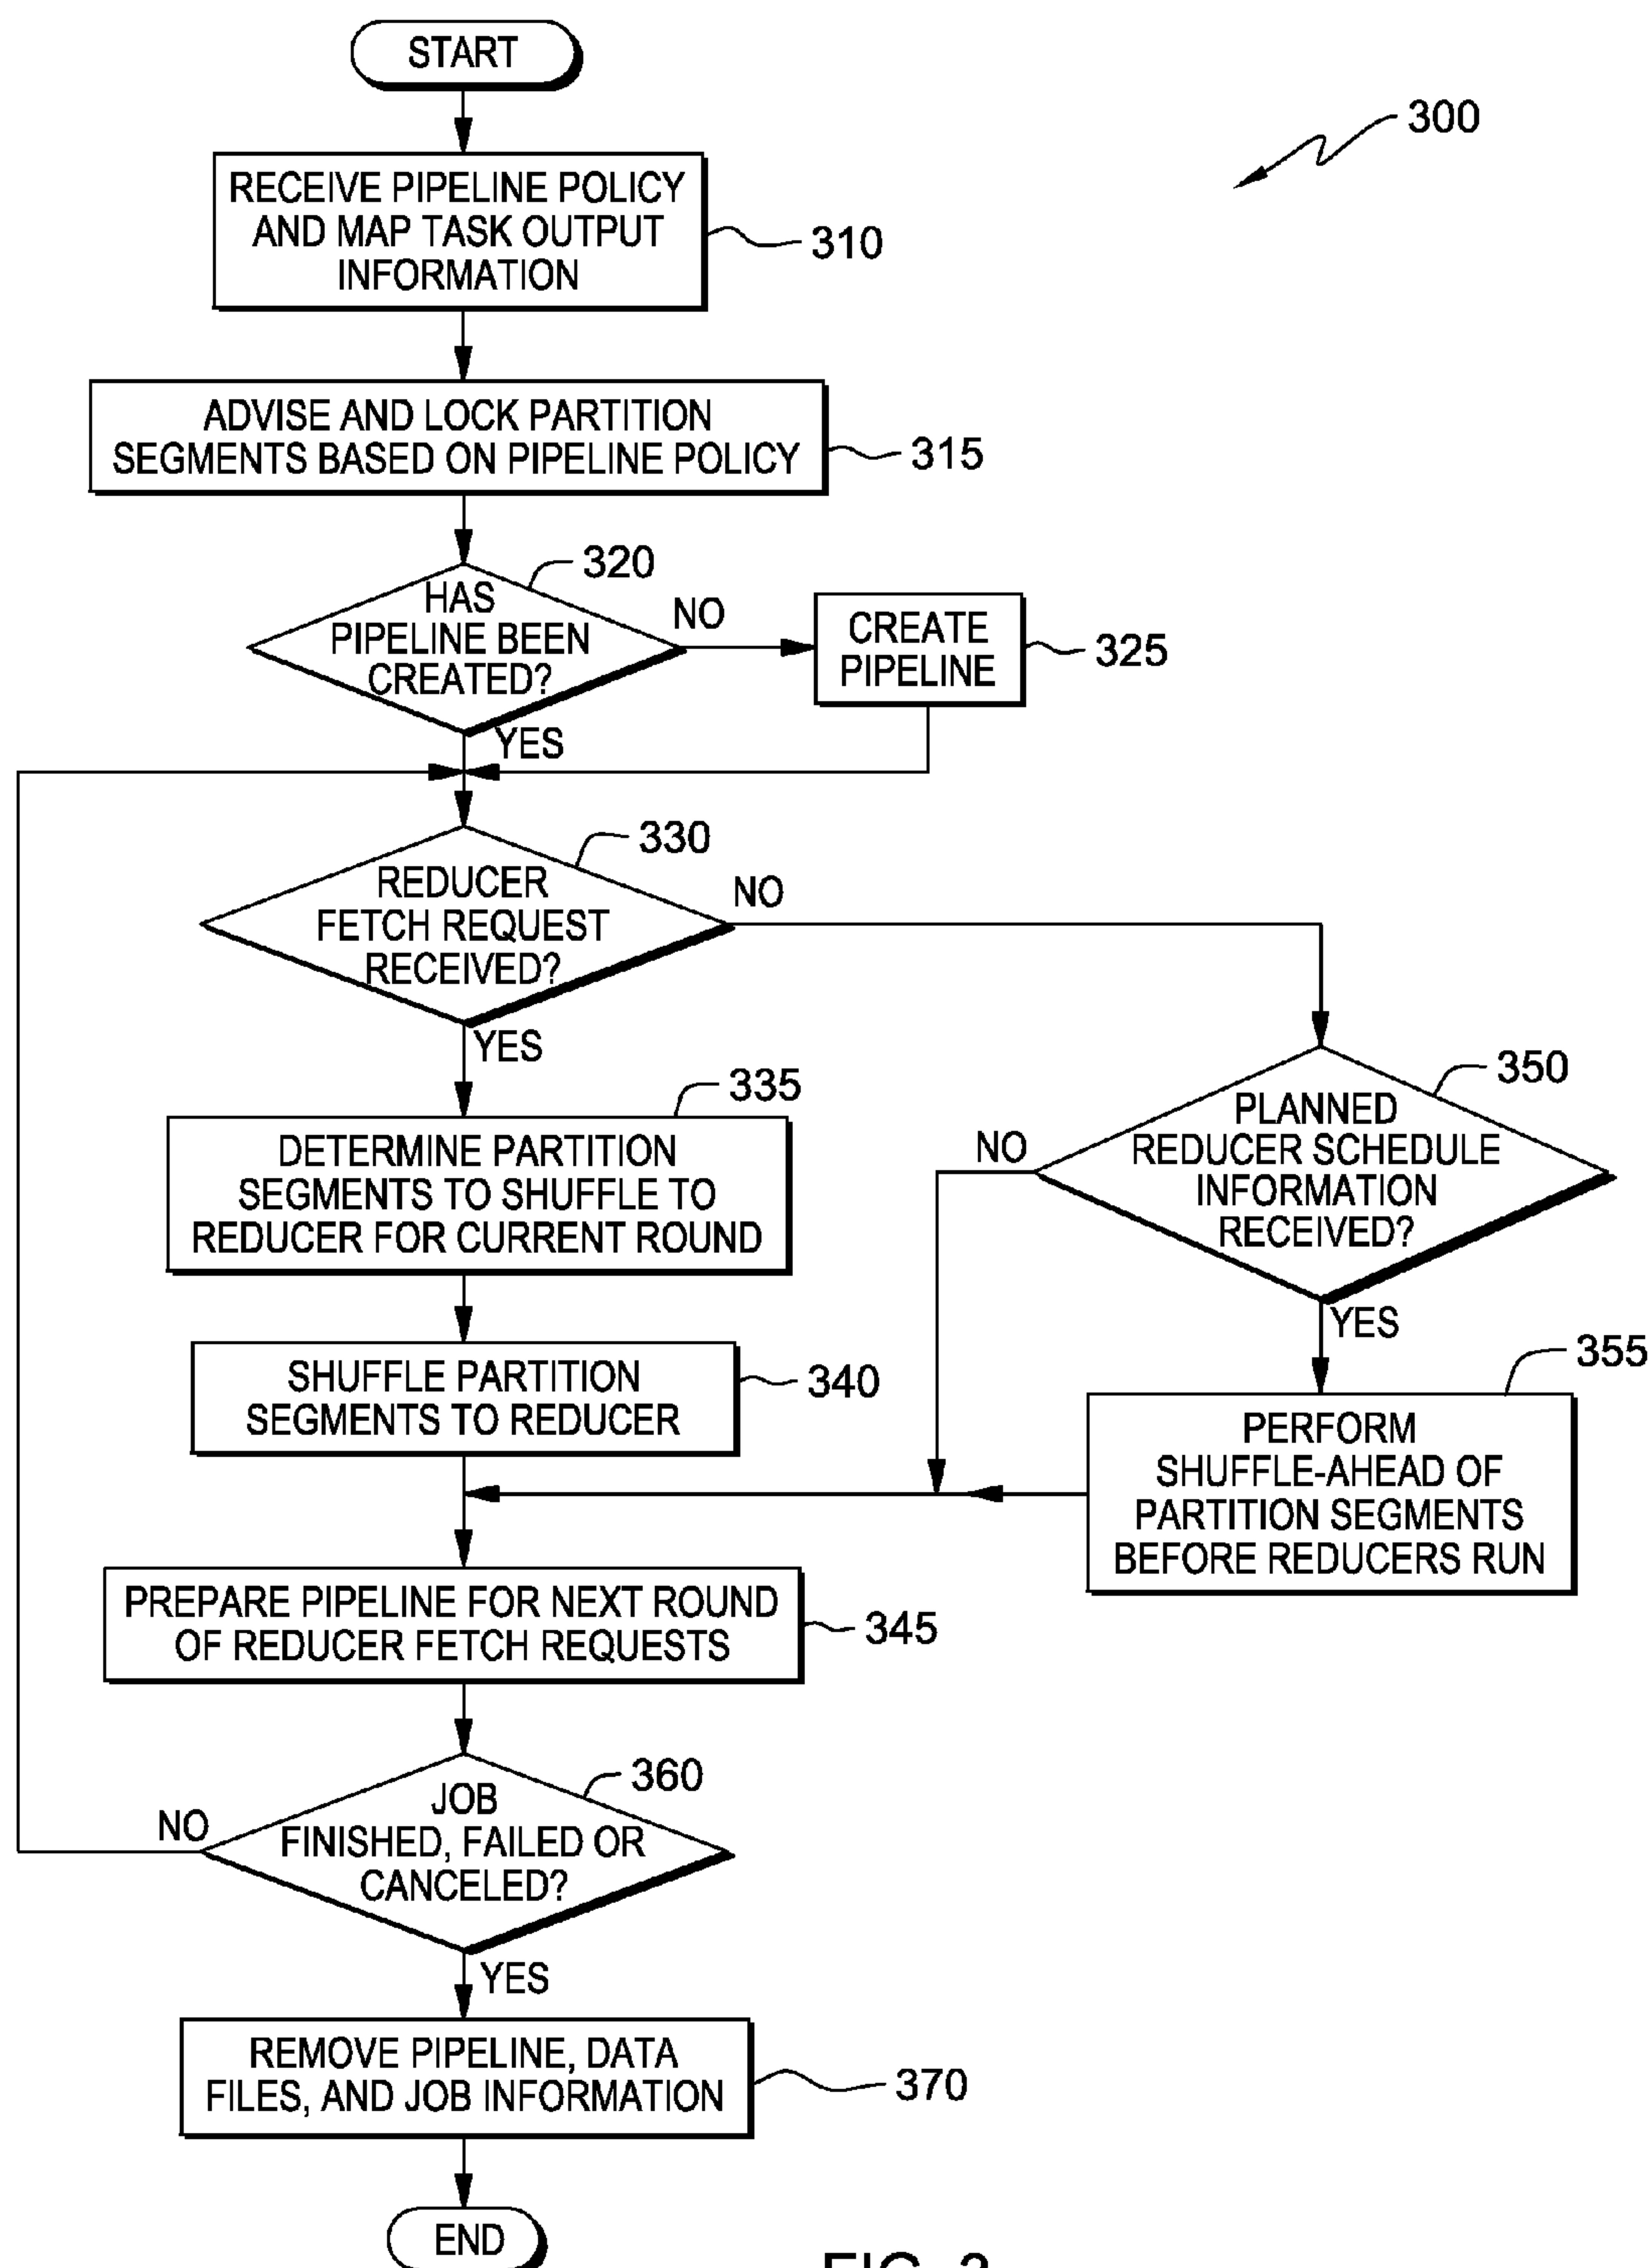 START
300
RECEIVE PIPELINE POLICY
AND MAP TASK OUTPUT
INFORMATION
310
ADVISE AND LOCK PARTITION
SEGMENTS BASED ON PIPELINE POLICY
315
320
HAS
PIPELINE BEEN
CREATED?
NO
CREATE
PIPELINE
325
YES
330
REDUCER
FETCH REQUEST
RECEIVED?
NO
YES
335
DETERMINE PARTITION
SEGMENTS TO SHUFFLE TO
REDUCER FOR CURRENT ROUND
350
PLANNED
REDUCER SCHEDULE
INFORMATION
RECEIVED?
NO
YES
SHUFFLE PARTITION
SEGMENTS TO REDUCER
340
355
PERFORM
SHUFFLE-AHEAD OF
PARTITION SEGMENTS
BEFORE REDUCERS RUN
PREPARE PIPELINE FOR NEXT ROUND
OF REDUCER FETCH REQUESTS
345
360
JOB
FINISHED, FAILED OR
CANCELED?
NO
YES
REMOVE PIPELINE, DATA
FILES, AND JOB INFORMATION
370
END